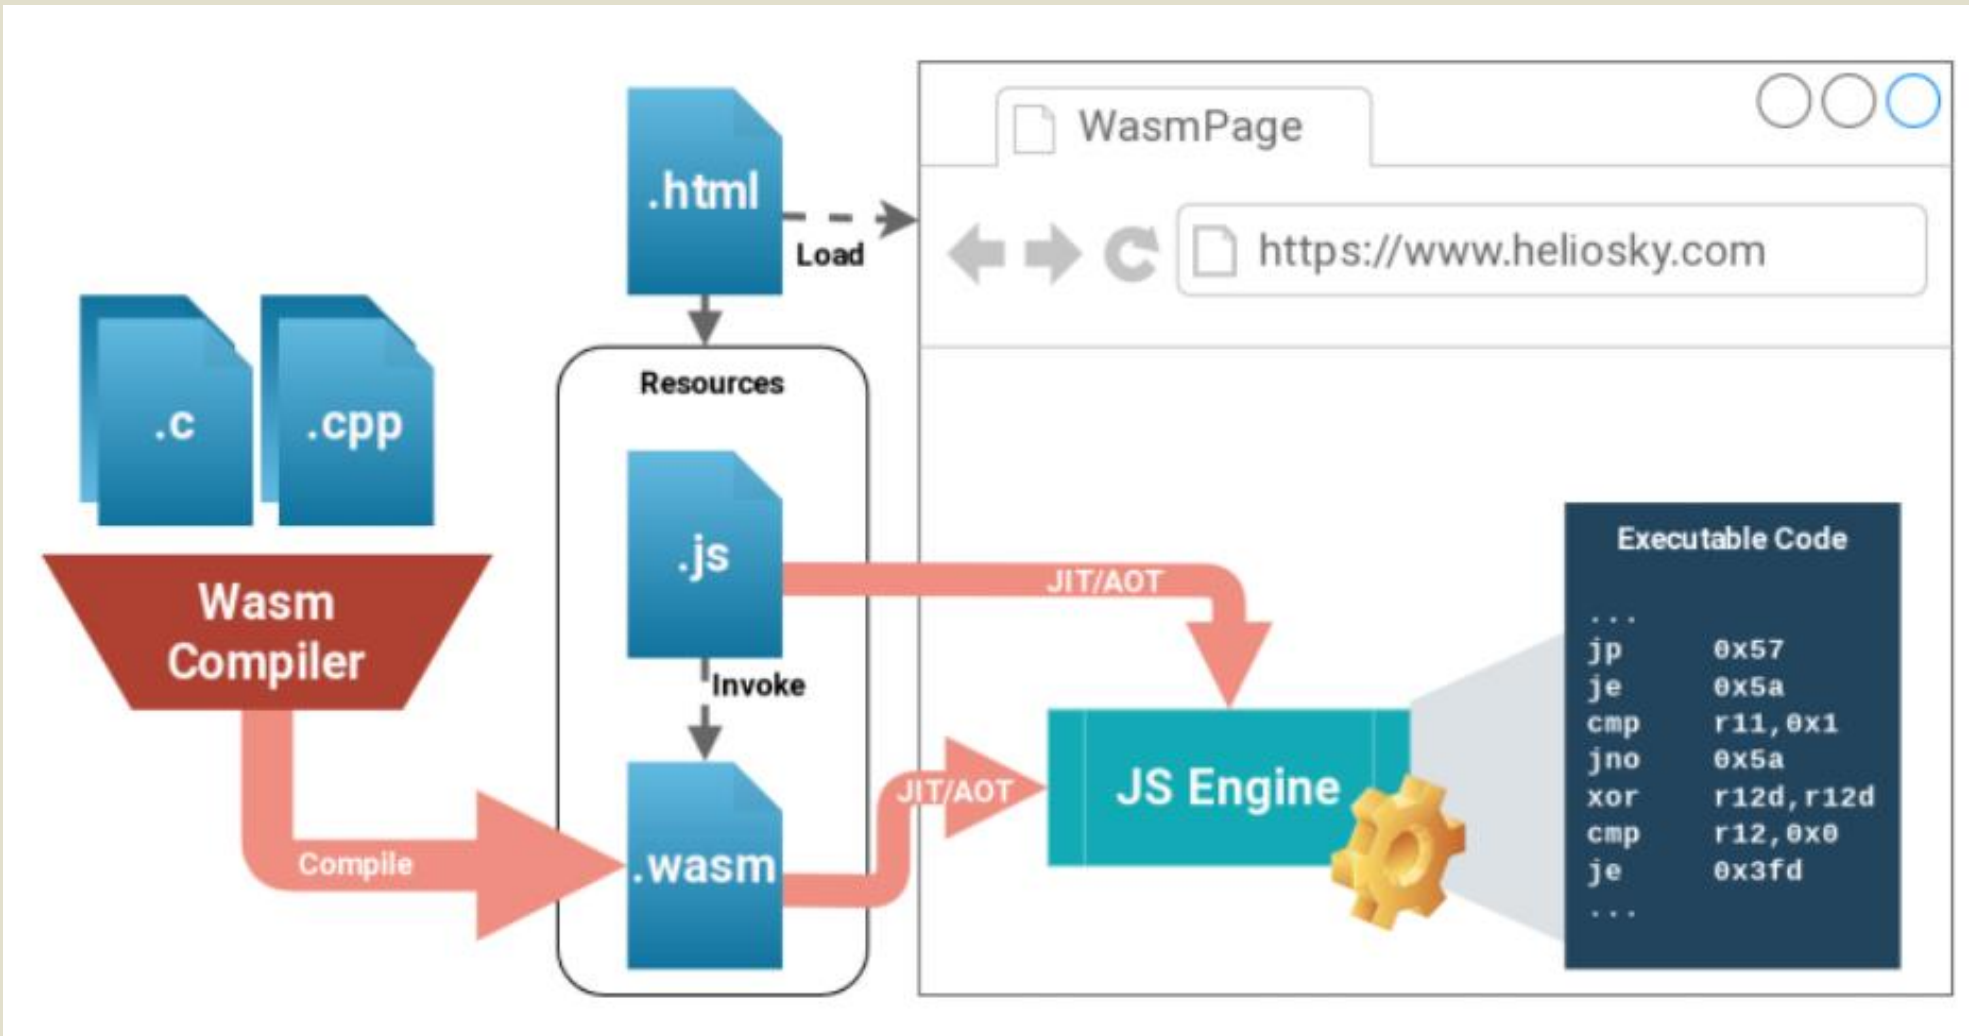 .html
Load
WasmPage
https://www.heliosky.com
.c
.cpp
Wasm
Compiler
Compile
Resources
.js
Invoke
.wasm
JIT/AOT
JIT/AOT
JS Engine
Executable Code
...
jp 0x57
je 0x5a
cmp r11,0x1
jno 0x5a
xor r12d,r12d
cmp r12,0x0
je 0x3fd
...